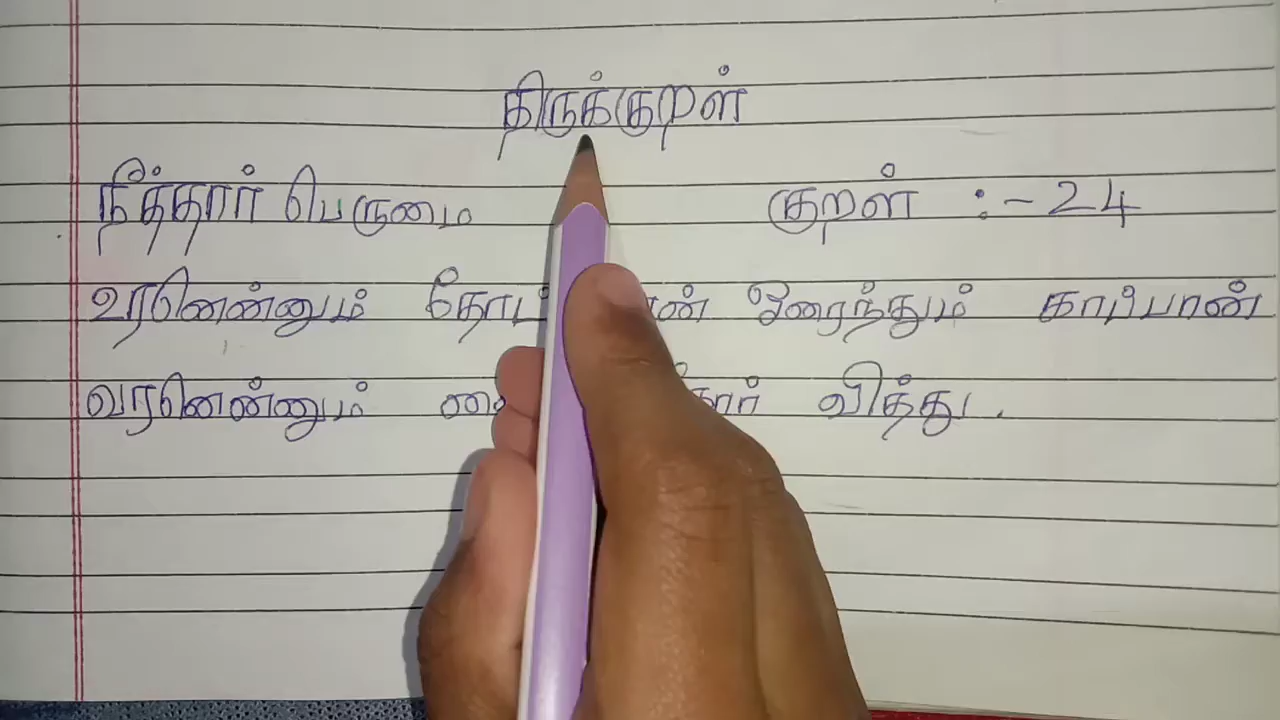 திருக்குறள்
நீத்தார் பெருமை குறள் :- 24
உரனென்னும் ஓரைந்தும் காப்பான்
வரனென்னும் வித்து.